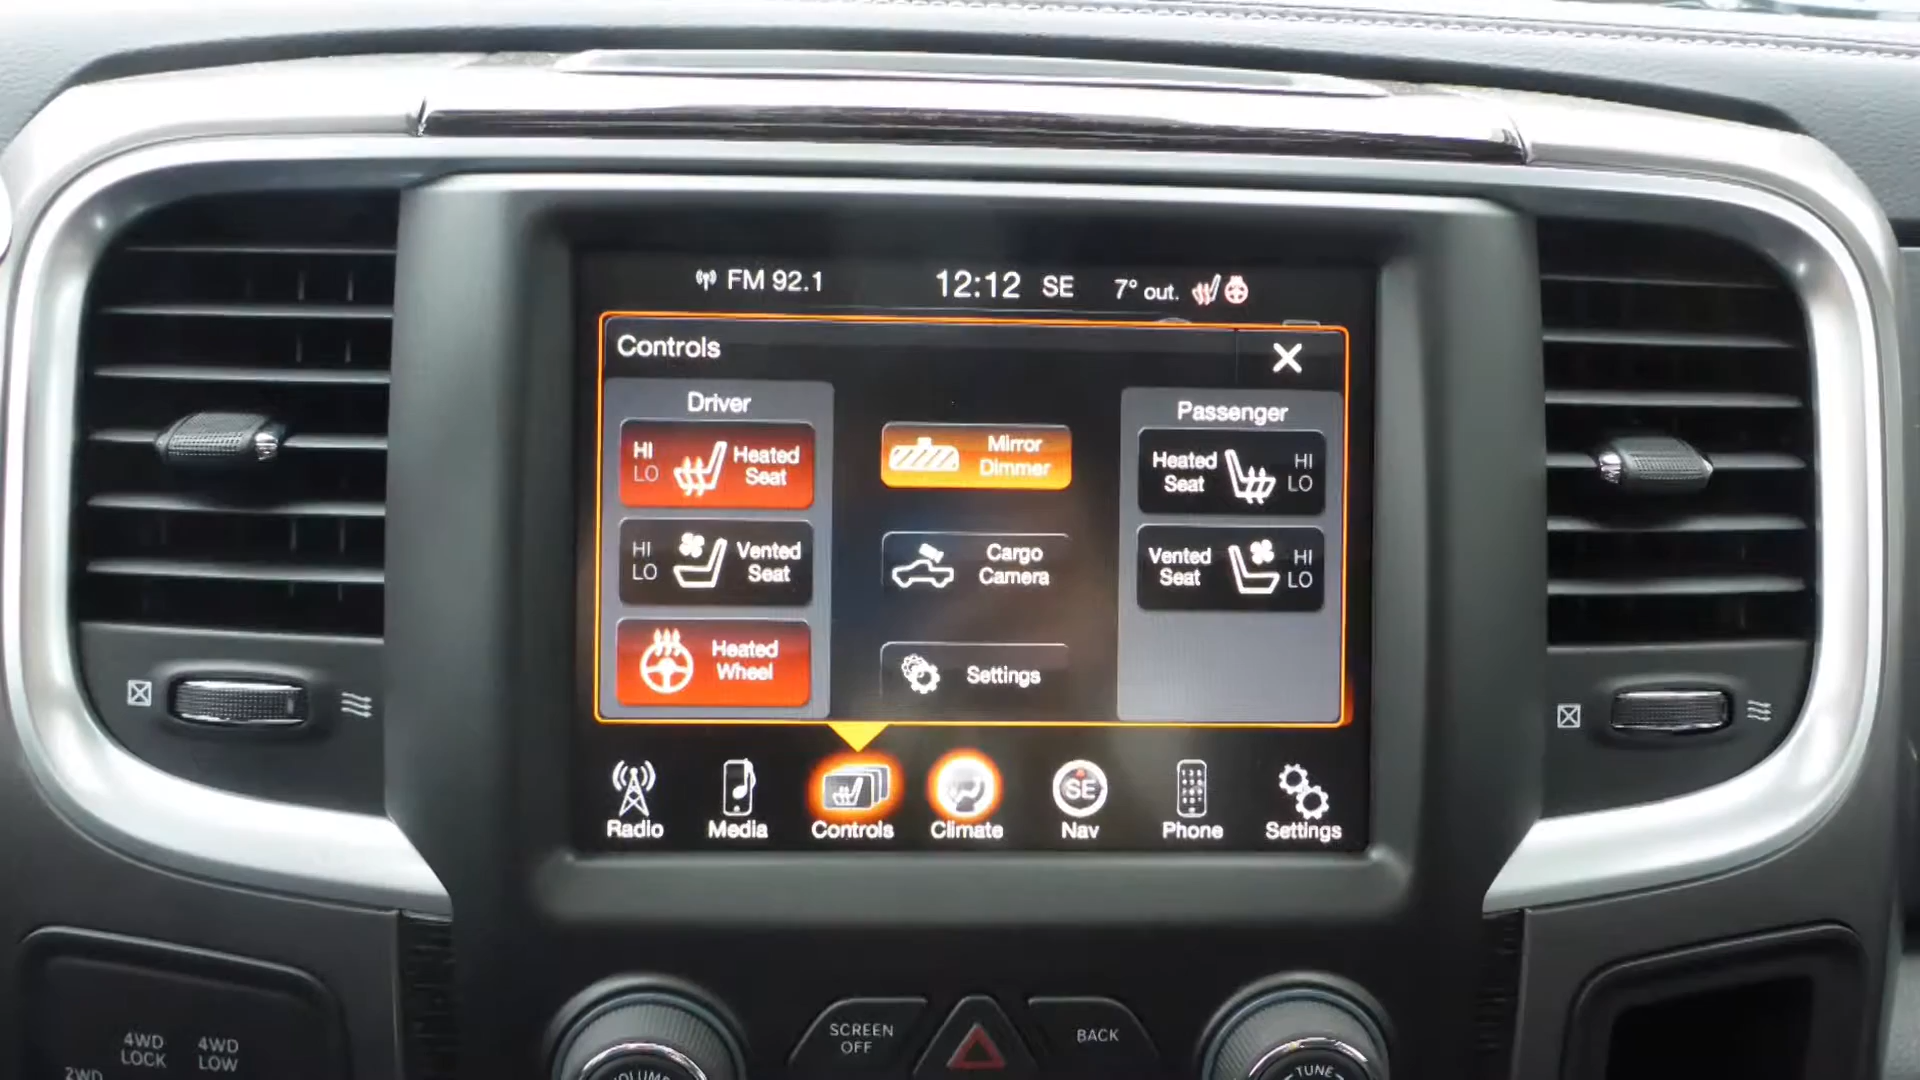 FM 92.1 12:12 SE 7° out.
Controls
Driver
HI
LO
Heated
Seat
HI
LO
Vented
Seat
Heated
Wheel
Mirror
Dimmer
Cargo
Camera
Settings
Passenger
Heated
Seat
HI
LO
Vented
Seat
HI
LO
Radio Media Controls Climate Nav Phone Settings
SE
4WD
LOCK
4WD
LOW
2WD
SCREEN
OFF
BACK
VOLUME
TUNE